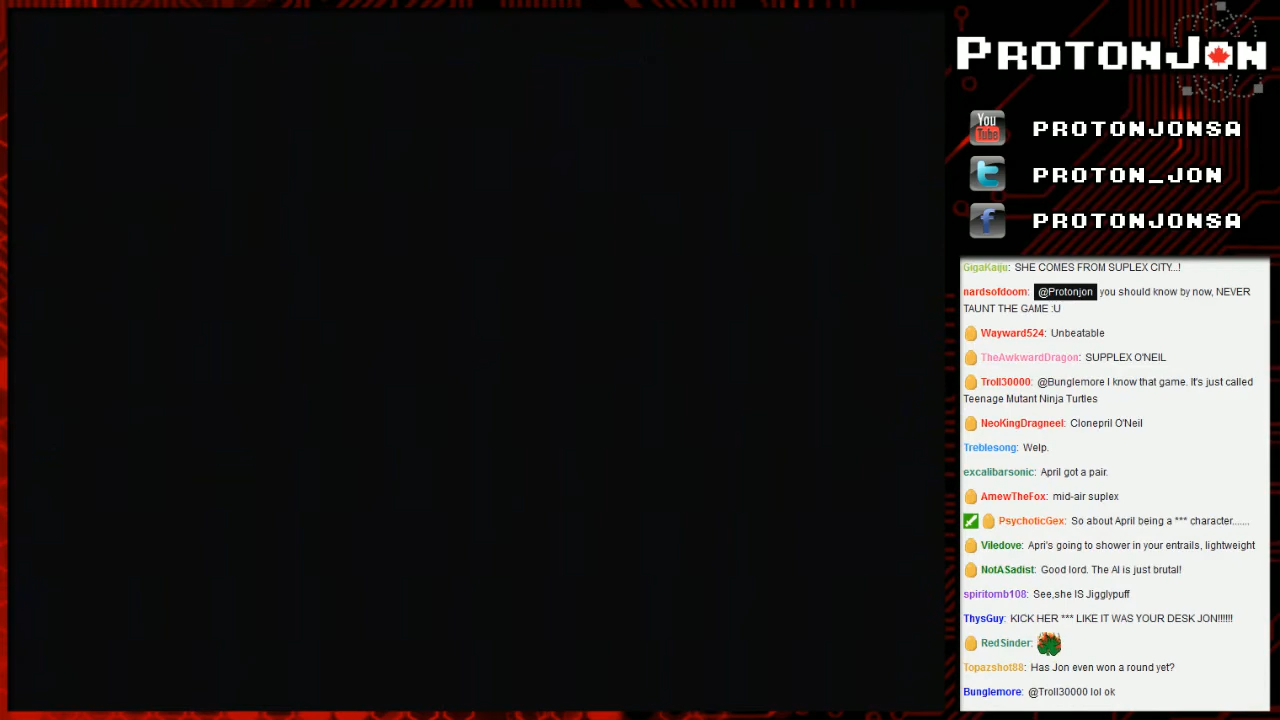 PROTONJON
You Tube PROTONJONSA
PROTON_JON
PROTONJONSA
GigaKaiju: SHE COMES FROM SUPLEX CITY...!
nardsofdoom: @Protonjon you should know by now, NEVER
TAUNT THE GAME :U
Wayward524: Unbeatable
TheAwkwardDragon: SUPPLEX O'NEIL
Troll30000: @Bunglemore I know that game. It's just called
Teenage Mutant Ninja Turtles
NeoKingDragneel: Clonepril O'Neil
Treblesong: Welp.
excalibarsonic: April got a pair.
AmewTheFox: mid-air suplex
PsychoticGex: So about April being a *** character.......
Viledove: Apri's going to shower in your entrails, lightweight
NotASadist: Good lord. The AI is just brutal!
spiritomb108: See,she IS Jigglypuff
ThysGuy: KICK HER *** LIKE IT WAS YOUR DESK JON!!!!!!
RedSinder:
Topazshot88: Has Jon even won a round yet?
Bunglemore: @Troll30000 lol ok